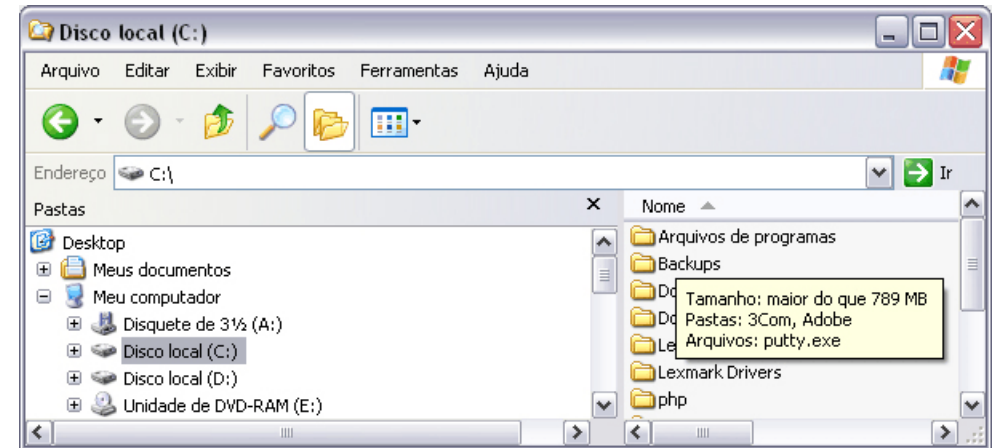 Disco local (C:)
Arquivo Editar Exibir Favoritos Ferramentas Ajuda
Endereço C:\ Ir
Pastas
Desktop
Meus documentos
Meu computador
Disquete de 3½ (A:)
Disco local (C:)
Disco local (D:)
Unidade de DVD-RAM (E:)
Nome
Arquivos de programas
Backups
Tamanho: maior do que 789 MB
Pastas: 3Com, Adobe
Arquivos: putty.exe
Lexmark Drivers
php